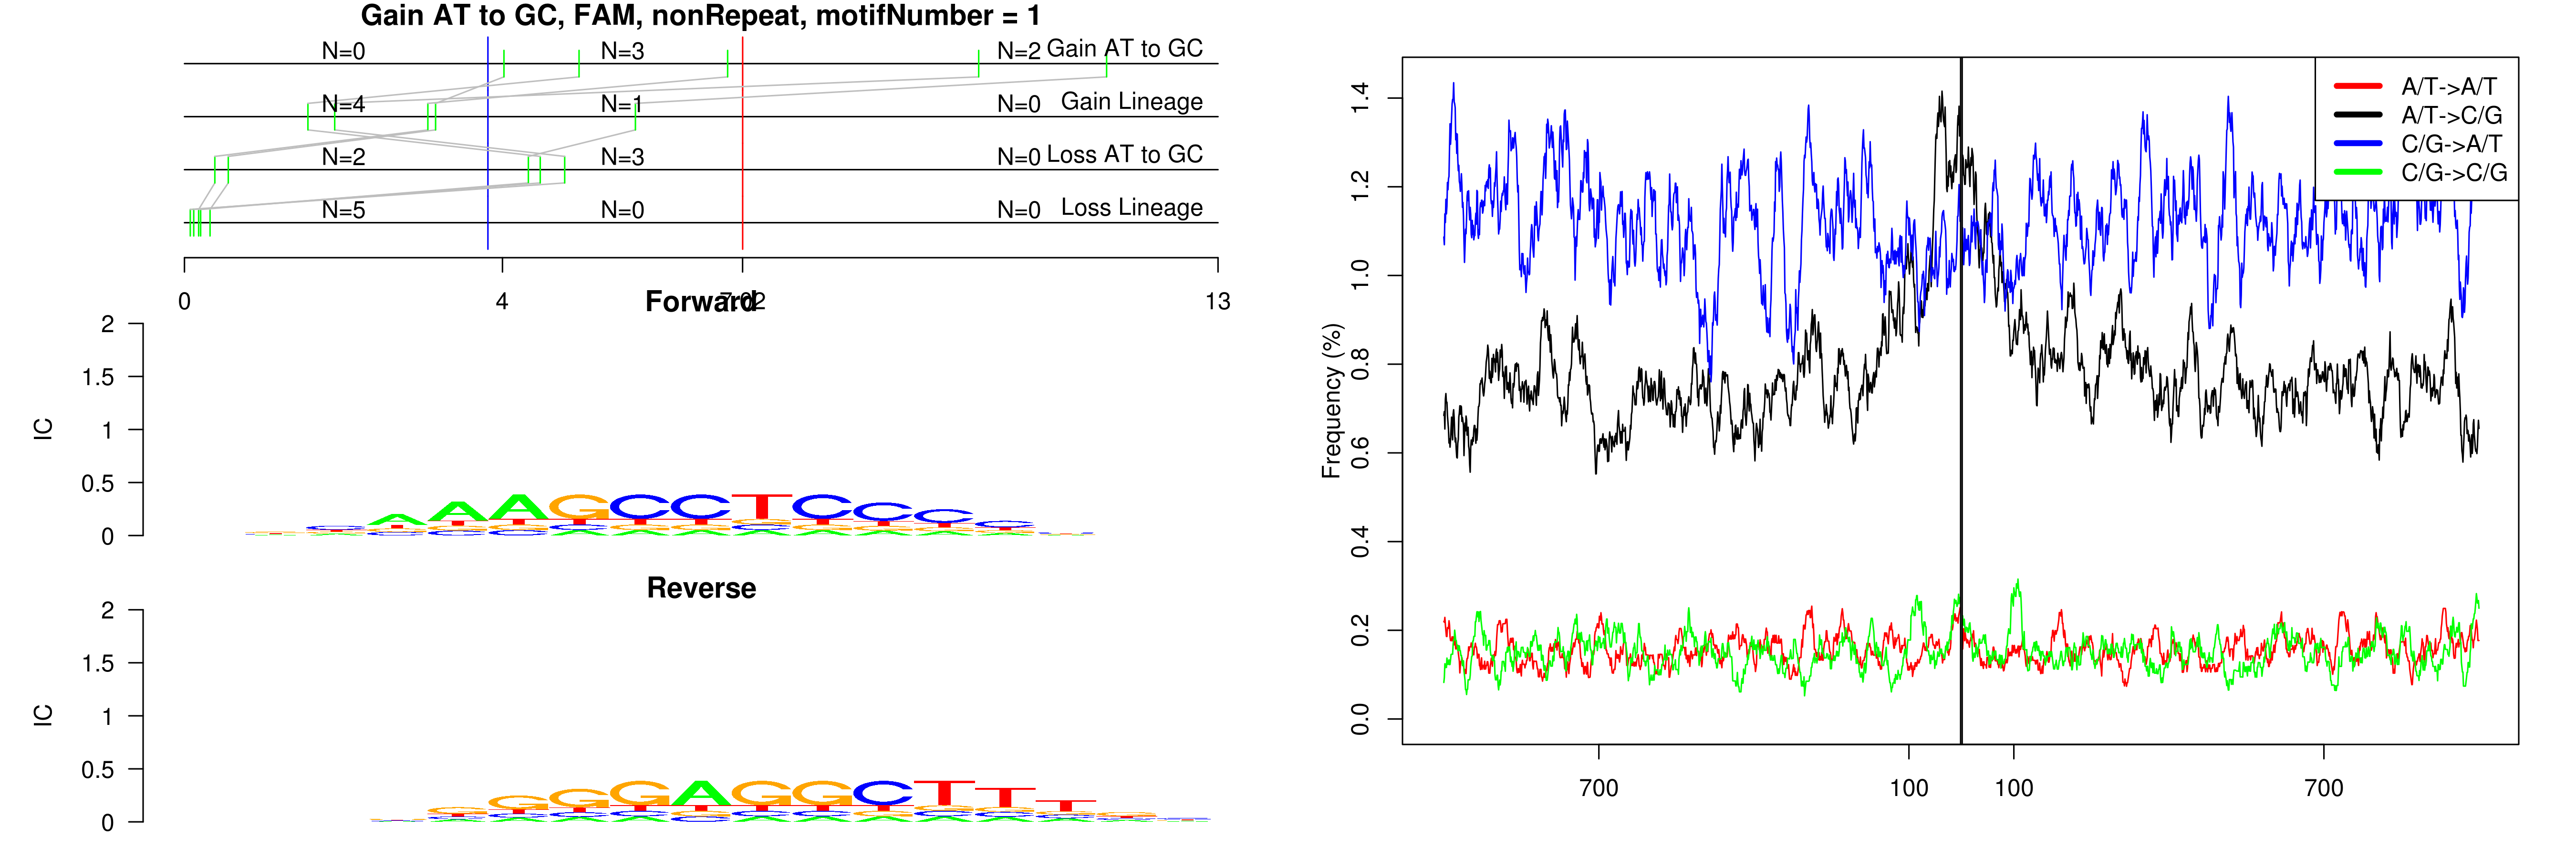 Gain AT to GC, FAM, nonRepeat, motifNumber = 1
N=0 N=3 N=2 Gain AT to GC
N=4 N=1 N=0 Gain Lineage
N=2 N=3 N=0 Loss AT to GC
N=5 N=0 N=0 Loss Lineage
0 4 7.02 13
Forward
2
1.5
1
0.5
0
IC
AAAGCCTCCCC
Reverse
2
1.5
1
0.5
0
IC
GGGGAGGCTTT
A/T->A/T
A/T->C/G
C/G->A/T
C/G->C/G
Frequency (%)
1.4
1.2
1.0
0.8
0.6
0.4
0.2
0.0
700 100 100 700